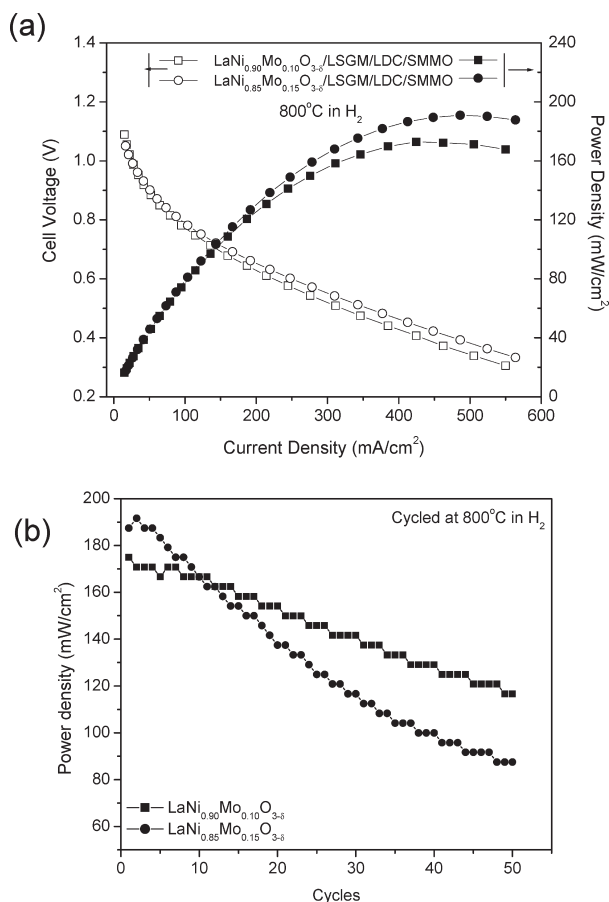 (a)
LaNi0.90Mo0.10O3-δ/LSGM/LDC/SMMO
LaNi0.85Mo0.15O3-δ/LSGM/LDC/SMMO
800°C in H2
1.4
1.2
1.0
0.8
0.6
0.4
0.2
Cell Voltage (V)
240
200
160
120
80
40
0
Power Density (mW/cm2)
0 100 200 300 400 500 600
Current Density (mA/cm2)
(b)
Cycled at 800°C in H2
200
180
160
140
120
100
80
60
Power density (mW/cm2)
LaNi0.90Mo0.10O3-δ
LaNi0.85Mo0.15O3-δ
0 10 20 30 40 50
Cycles